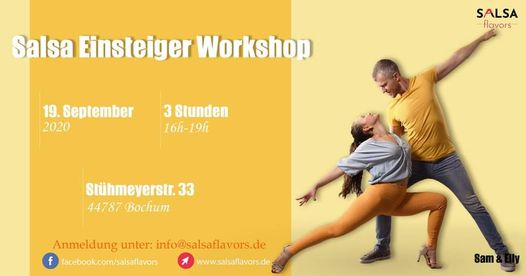 SALSA
flavors
Salsa Einsteiger Workshop
19. September
2020
3 Stunden
16h-19h
Stühmeyerstr. 33
44787 Bochum
Anmeldung unter: info@salsaflavors.de
facebook.com/salsaflavors
www.salsaflavors.de
Sam & Elly